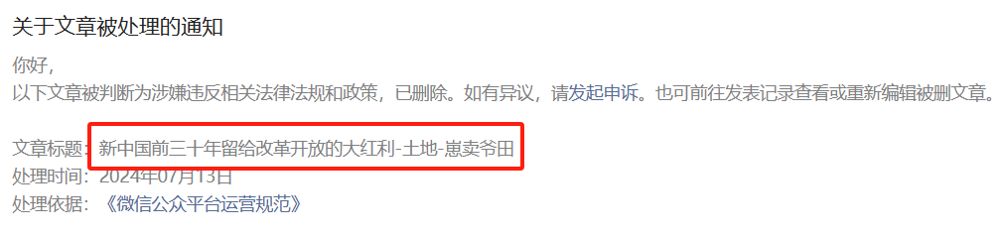 关于文章被处理的通知
你好，
以下文章被判断为涉嫌违反相关法律法规和政策，已删除。如有异议，请发起申诉。也可前往发表记录查看或重新编辑被删文章。
文章标题：新中国前三十年留给改革开放的大红利-土地-崽卖爷田
处理时间：2024年07月13日
处理依据：《微信公众平台运营规范》